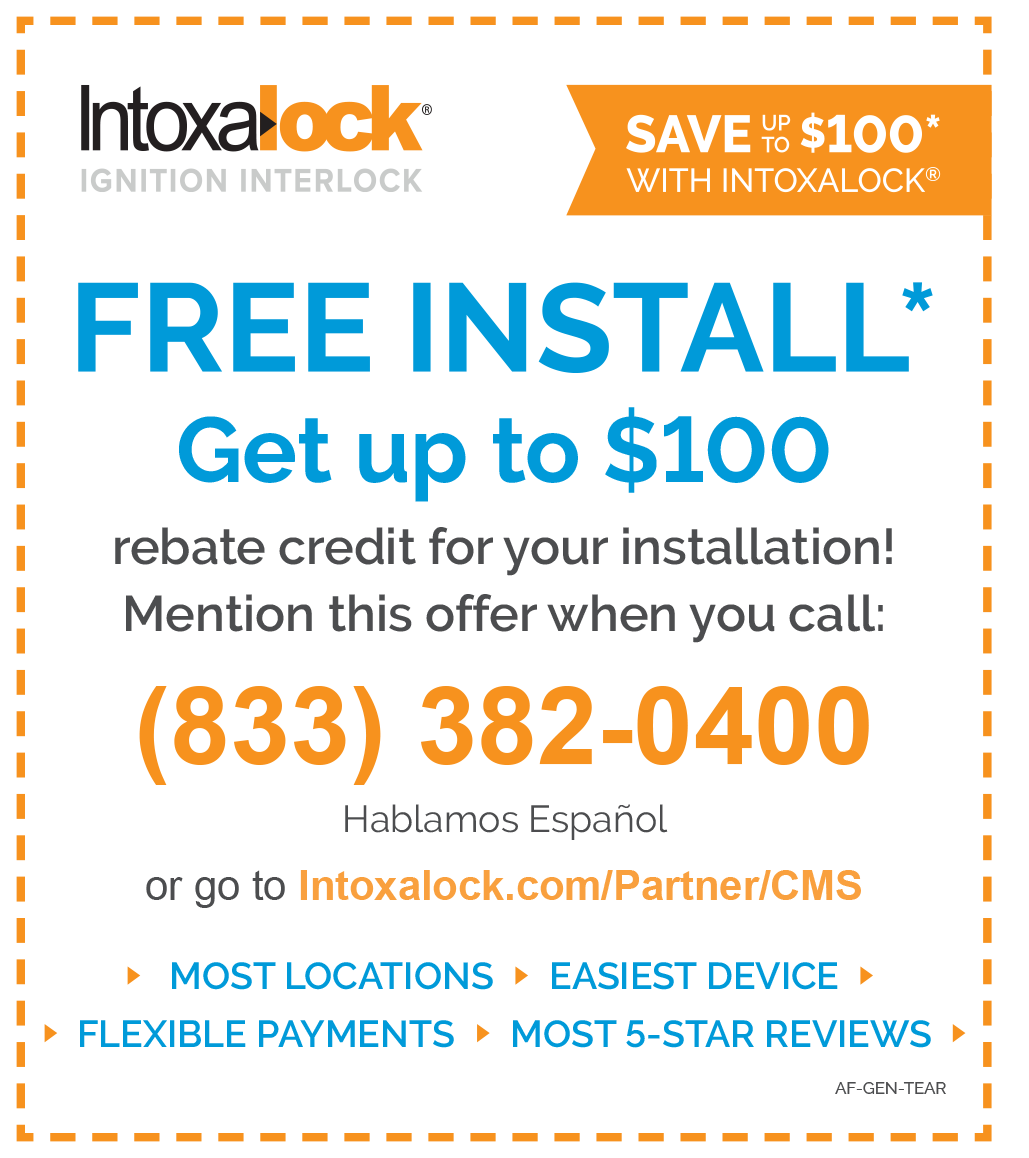 Intoxalock®
IGNITION INTERLOCK
SAVE UP TO $100*
WITH INTOXALOCK®
FREE INSTALL*
Get up to $100
rebate credit for your installation!
Mention this offer when you call:
(833) 382-0400
Hablamos Español
or go to Intoxalock.com/Partner/CMS
MOST LOCATIONS EASIEST DEVICE
FLEXIBLE PAYMENTS MOST 5-STAR REVIEWS
AF-GEN-TEAR